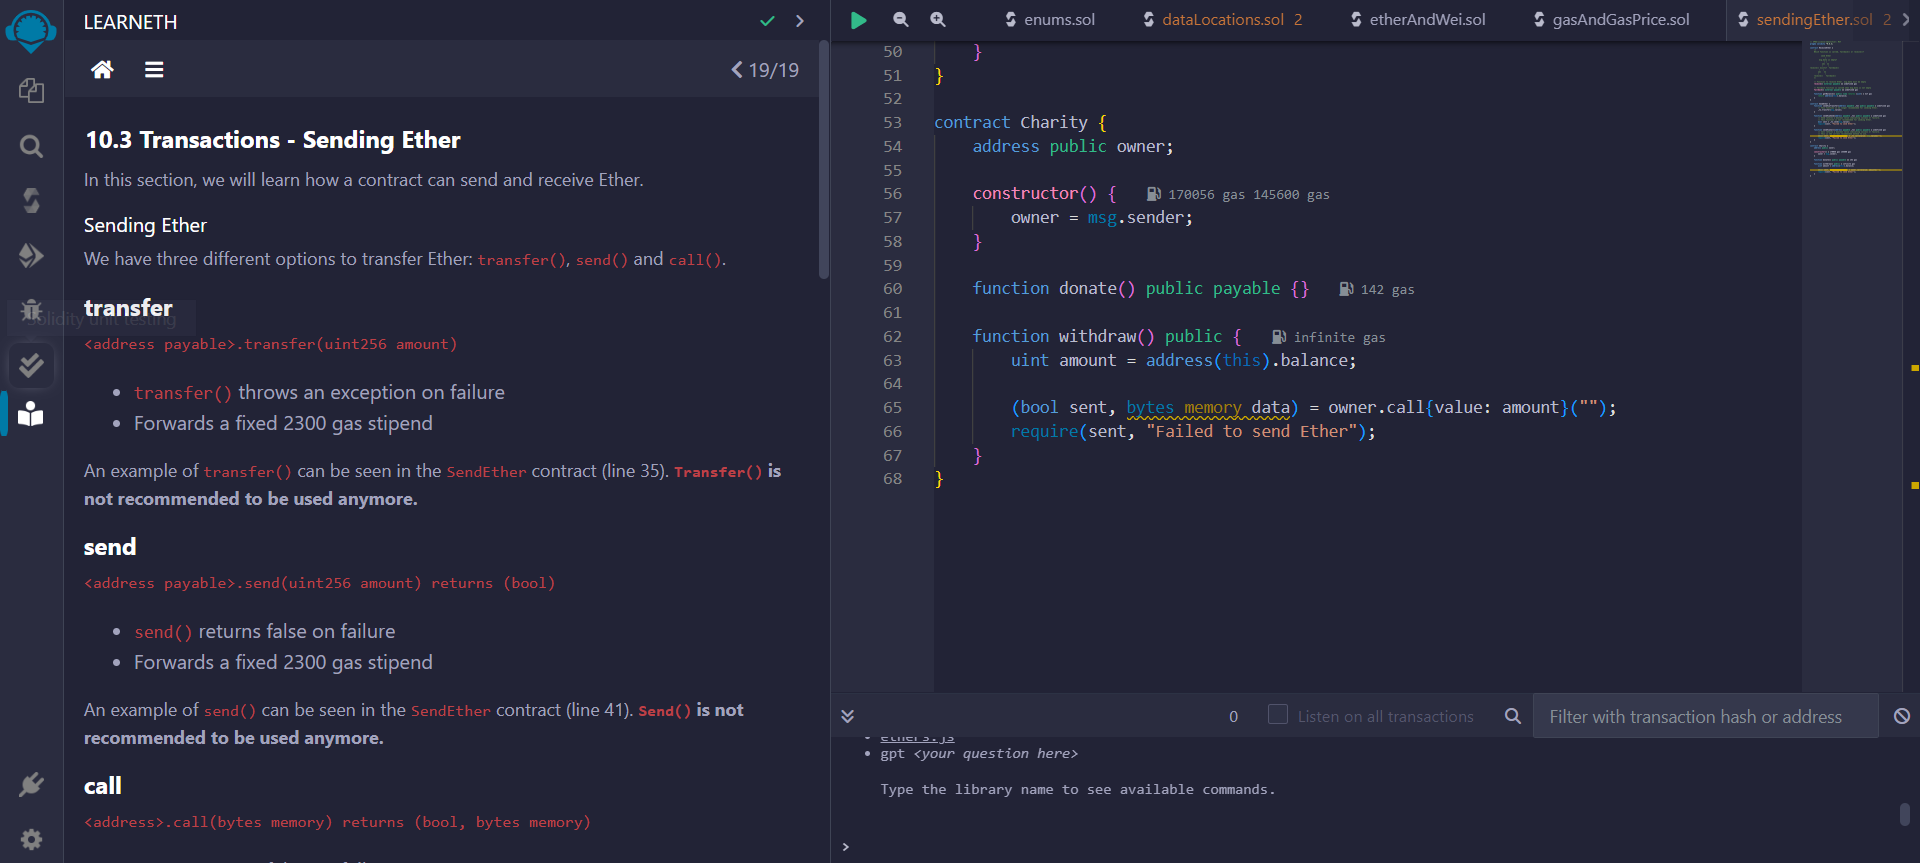 LEARNETH
19/19
10.3 Transactions - Sending Ether
In this section, we will learn how a contract can send and receive Ether.
Sending Ether
We have three different options to transfer Ether: transfer(), send() and call().
transfer
Solidity unit testing
<address payable>.transfer(uint256 amount)
• transfer() throws an exception on failure
• Forwards a fixed 2300 gas stipend
An example of transfer() can be seen in the SendEther contract (line 35). Transfer() is
not recommended to be used anymore.
send
<address payable>.send(uint256 amount) returns (bool)
• send() returns false on failure
• Forwards a fixed 2300 gas stipend
An example of send() can be seen in the SendEther contract (line 41). Send() is not
recommended to be used anymore.
call
<address>.call(bytes memory) returns (bool, bytes memory)
enums.sol
dataLocations.sol 2
etherAndWei.sol
gasAndGasPrice.sol
sendingEther.sol 2
50 }
51 }
52
53 contract Charity {
54 address public owner;
55
56 constructor() { 170056 gas 145600 gas
57 owner = msg.sender;
58 }
59
60 function donate() public payable {} 142 gas
61
62 function withdraw() public { infinite gas
63 uint amount = address(this).balance;
64
65 (bool sent, bytes memory data) = owner.call{value: amount}("");
66 require(sent, "Failed to send Ether");
67 }
68 }
0 Listen on all transactions Filter with transaction hash or address
• ethers.js
• gpt <your question here>
Type the library name to see available commands.
>